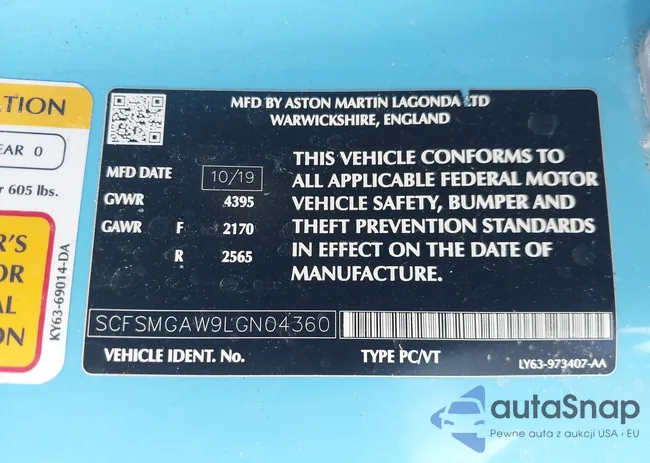 ATION
EAR 0
r 605 lbs.
R'S
OR
AL
ON
KY63-69014-DA
MFD BY ASTON MARTIN LAGONDA LTD
WARWICKSHIRE, ENGLAND
MFD DATE 10/19
GVWR 4395
GAWR F 2170
R 2565
THIS VEHICLE CONFORMS TO
ALL APPLICABLE FEDERAL MOTOR
VEHICLE SAFETY, BUMPER AND
THEFT PREVENTION STANDARDS
IN EFFECT ON THE DATE OF
MANUFACTURE.
SCFSMGAW9LGN04360
VEHICLE IDENT. No.
TYPE PC/VT
LY63-973407-AA
autaSnap
Pewne auta z aukcji USA i EU